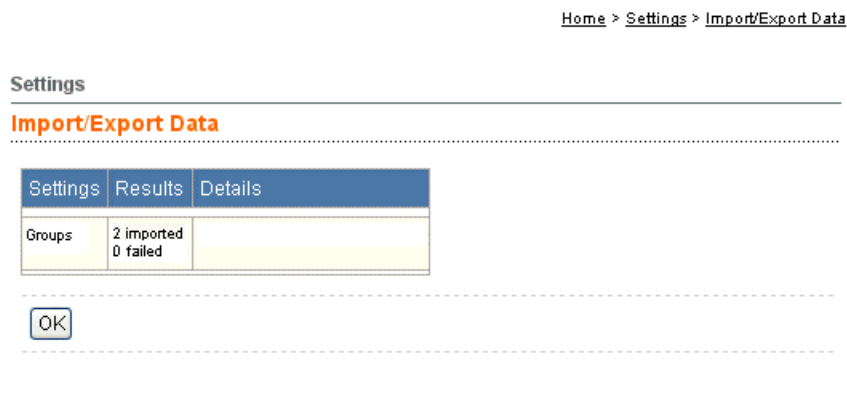 Home > Settings > Import/Export Data
Settings
Import/Export Data
Settings Results Details
Groups 2 imported
0 failed
OK